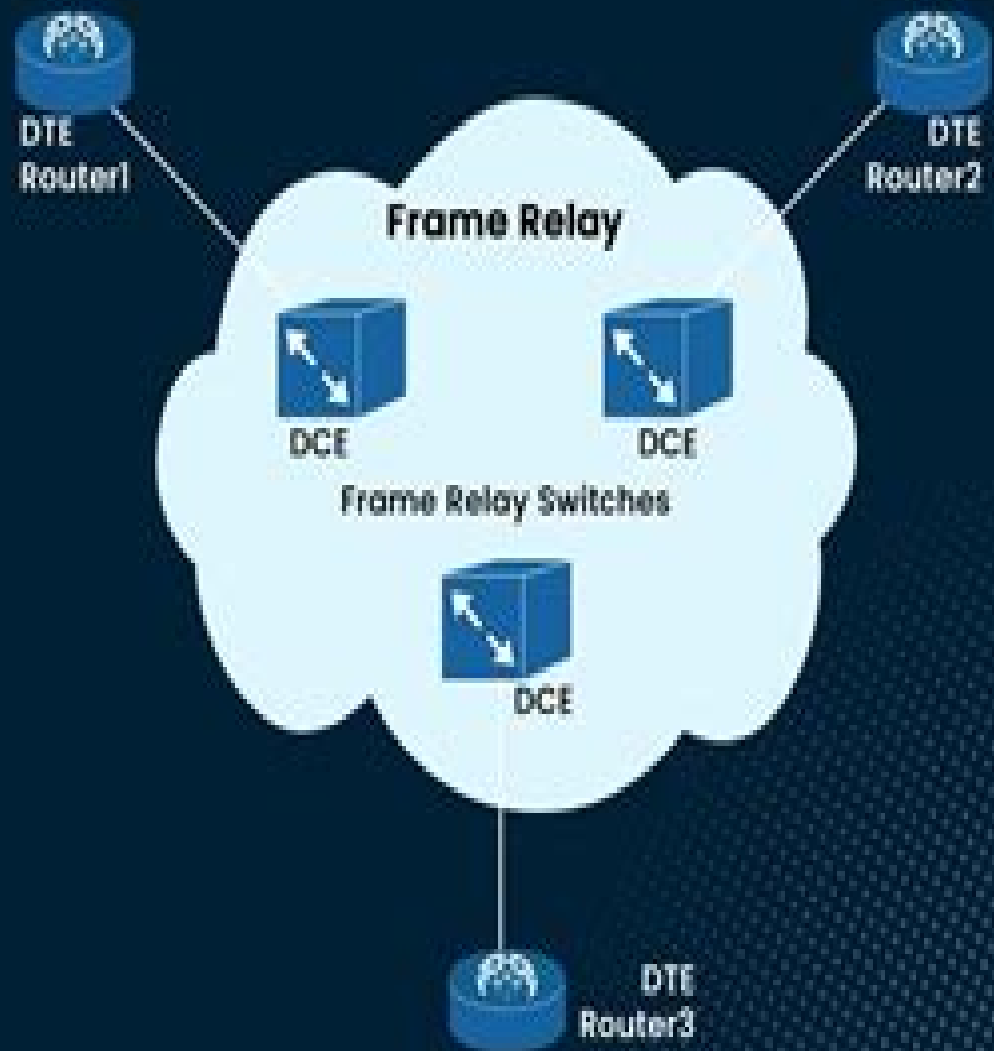 DTE
Router1
DTE
Router2
Frame Relay
DCE
DCE
Frame Relay Switches
DCE
DTE
Router3